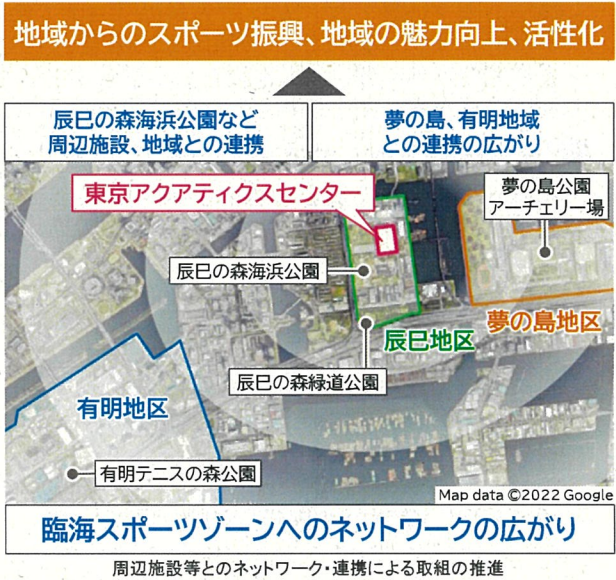 地域からのスポーツ振興、地域の魅力向上、活性化
辰巳の森海浜公園など
周辺施設、地域との連携
夢の島、有明地域
との連携の広がり
東京アクアティクスセンター
夢の島公園
アーチェリー場
辰巳の森海浜公園
夢の島地区
辰巳地区
辰巳の森緑道公園
有明地区
有明テニスの森公園
Map data ©2022 Google
臨海スポーツゾーンへのネットワークの広がり
周辺施設等とのネットワーク・連携による取組の推進